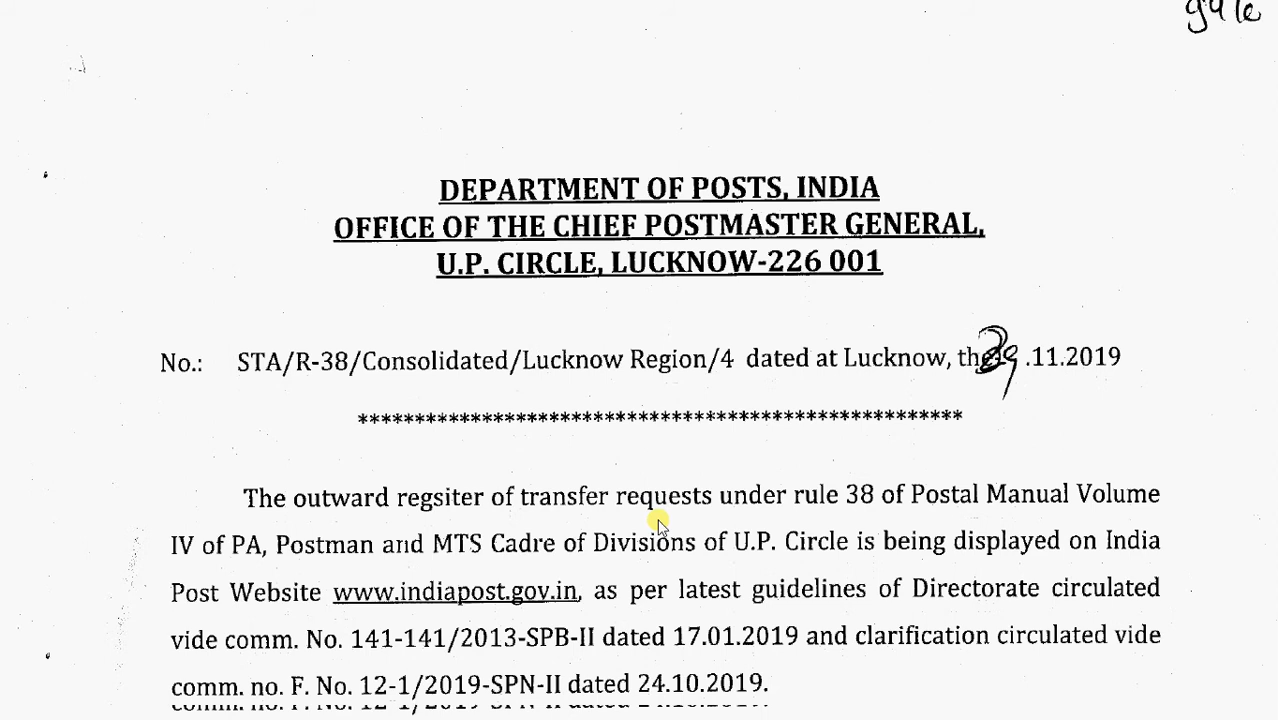 DEPARTMENT OF POSTS, INDIA
OFFICE OF THE CHIEF POSTMASTER GENERAL,
U.P. CIRCLE, LUCKNOW-226 001
No.: STA/R-38/Consolidated/Lucknow Region/4 dated at Lucknow, the .11.2019
*****************************************************
The outward regsiter of transfer requests under rule 38 of Postal Manual Volume
IV of PA, Postman and MTS Cadre of Divisions of U.P. Circle is being displayed on India
Post Website www.indiapost.gov.in, as per latest guidelines of Directorate circulated
vide comm. No. 141-141/2013-SPB-II dated 17.01.2019 and clarification circulated vide
comm. no. F. No. 12-1/2019-SPN-II dated 24.10.2019.